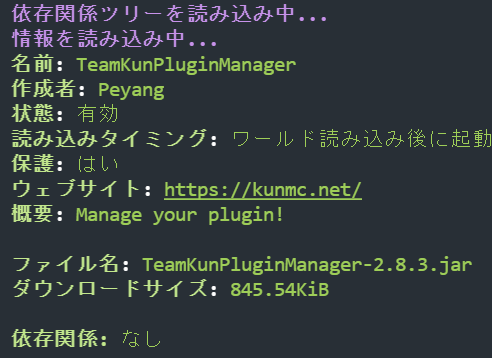 依存関係ツリーを読み込み中...
情報を読み込み中...
名前: TeamKunPluginManager
作成者: Peyang
状態: 有効
読み込みタイミング: ワールド読み込み後に起動
保護: はい
ウェブサイト: https://kunmc.net/
概要: Manage your plugin!
ファイル名: TeamKunPluginManager-2.8.3.jar
ダウンロードサイズ: 845.54KiB
依存関係: なし